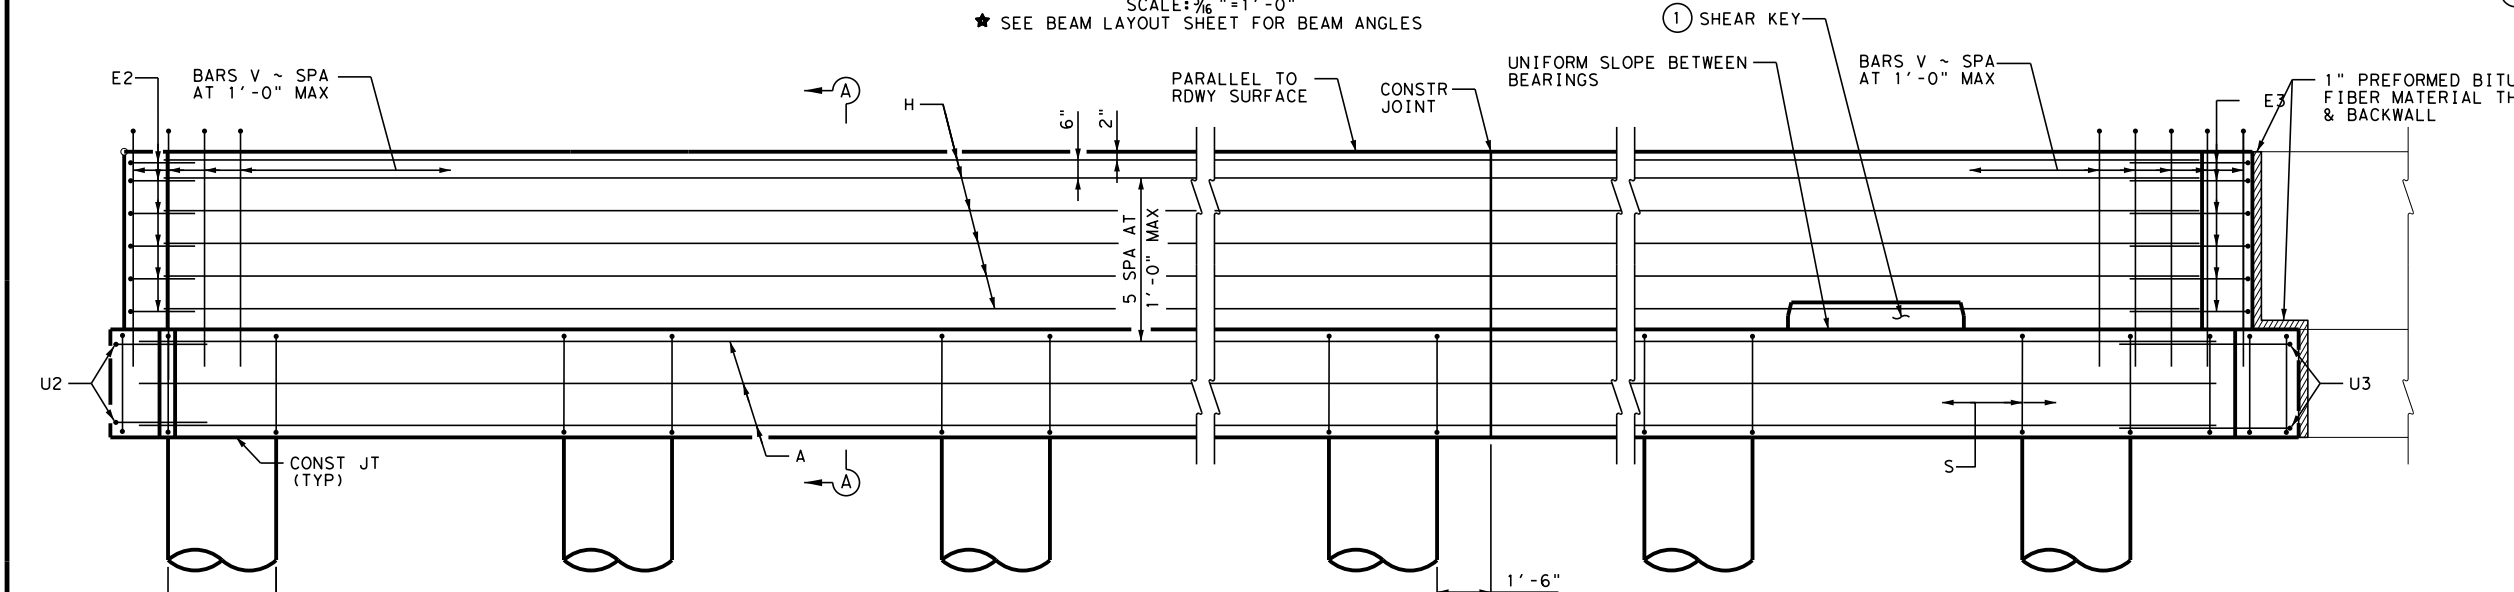 SCALE: 3/16 "=1'-0"
★ SEE BEAM LAYOUT SHEET FOR BEAM ANGLES
1 SHEAR KEY
E2
BARS V ~ SPA
AT 1'-0" MAX
A
H
6"
2"
PARALLEL TO
RDWY SURFACE
CONSTR
JOINT
UNIFORM SLOPE BETWEEN
BEARINGS
BARS V ~ SPA
AT 1'-0" MAX
E3
1" PREFORMED
FIBER MATERIAL
& BACKWALL
5 SPA AT
1'-0" MAX
U2
U3
CONST JT
(TYP)
A
A
S
1'-6"